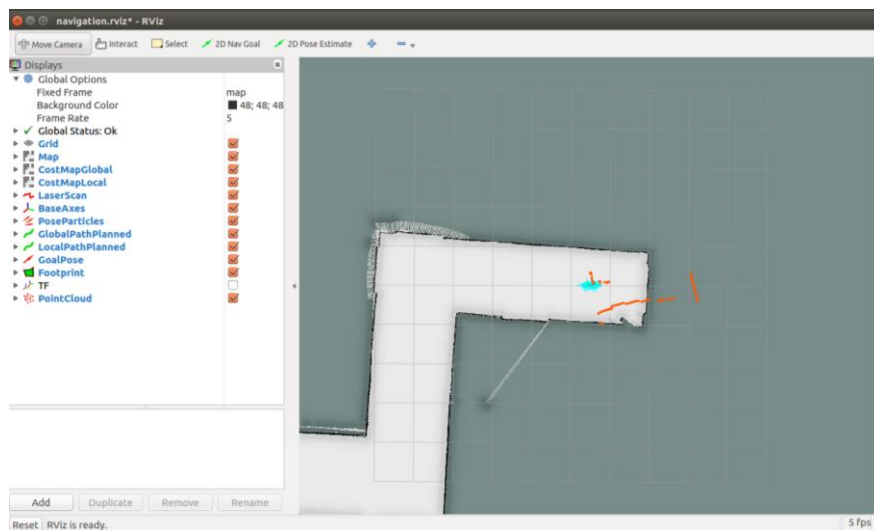 navigation.rviz* - RViz
Move Camera Interact Select 2D Nav Goal 2D Pose Estimate
Displays
Global Options
Fixed Frame map
Background Color 48; 48; 48
Frame Rate 5
Global Status: Ok
Grid
Map
CostMapGlobal
CostMapLocal
LaserScan
BaseAxes
PoseParticles
GlobalPathPlanned
LocalPathPlanned
GoalPose
Footprint
TF
PointCloud
Add Duplicate Remove Rename
Reset RViz is ready. 5 fps